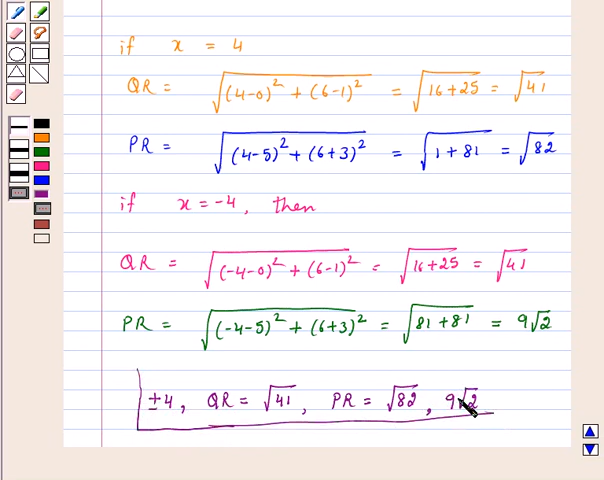 if x = 4
QR = √((4-0)² + (6-1)²) = √(16+25) = √41
PR = √((4-5)² + (6+3)²) = √(1+81) = √82
if x = -4, then
QR = √((-4-0)² + (6-1)²) = √(16+25) = √41
PR = √((-4-5)² + (6+3)²) = √(81+81) = 9√2
±4, QR = √41, PR = √82, 9√2